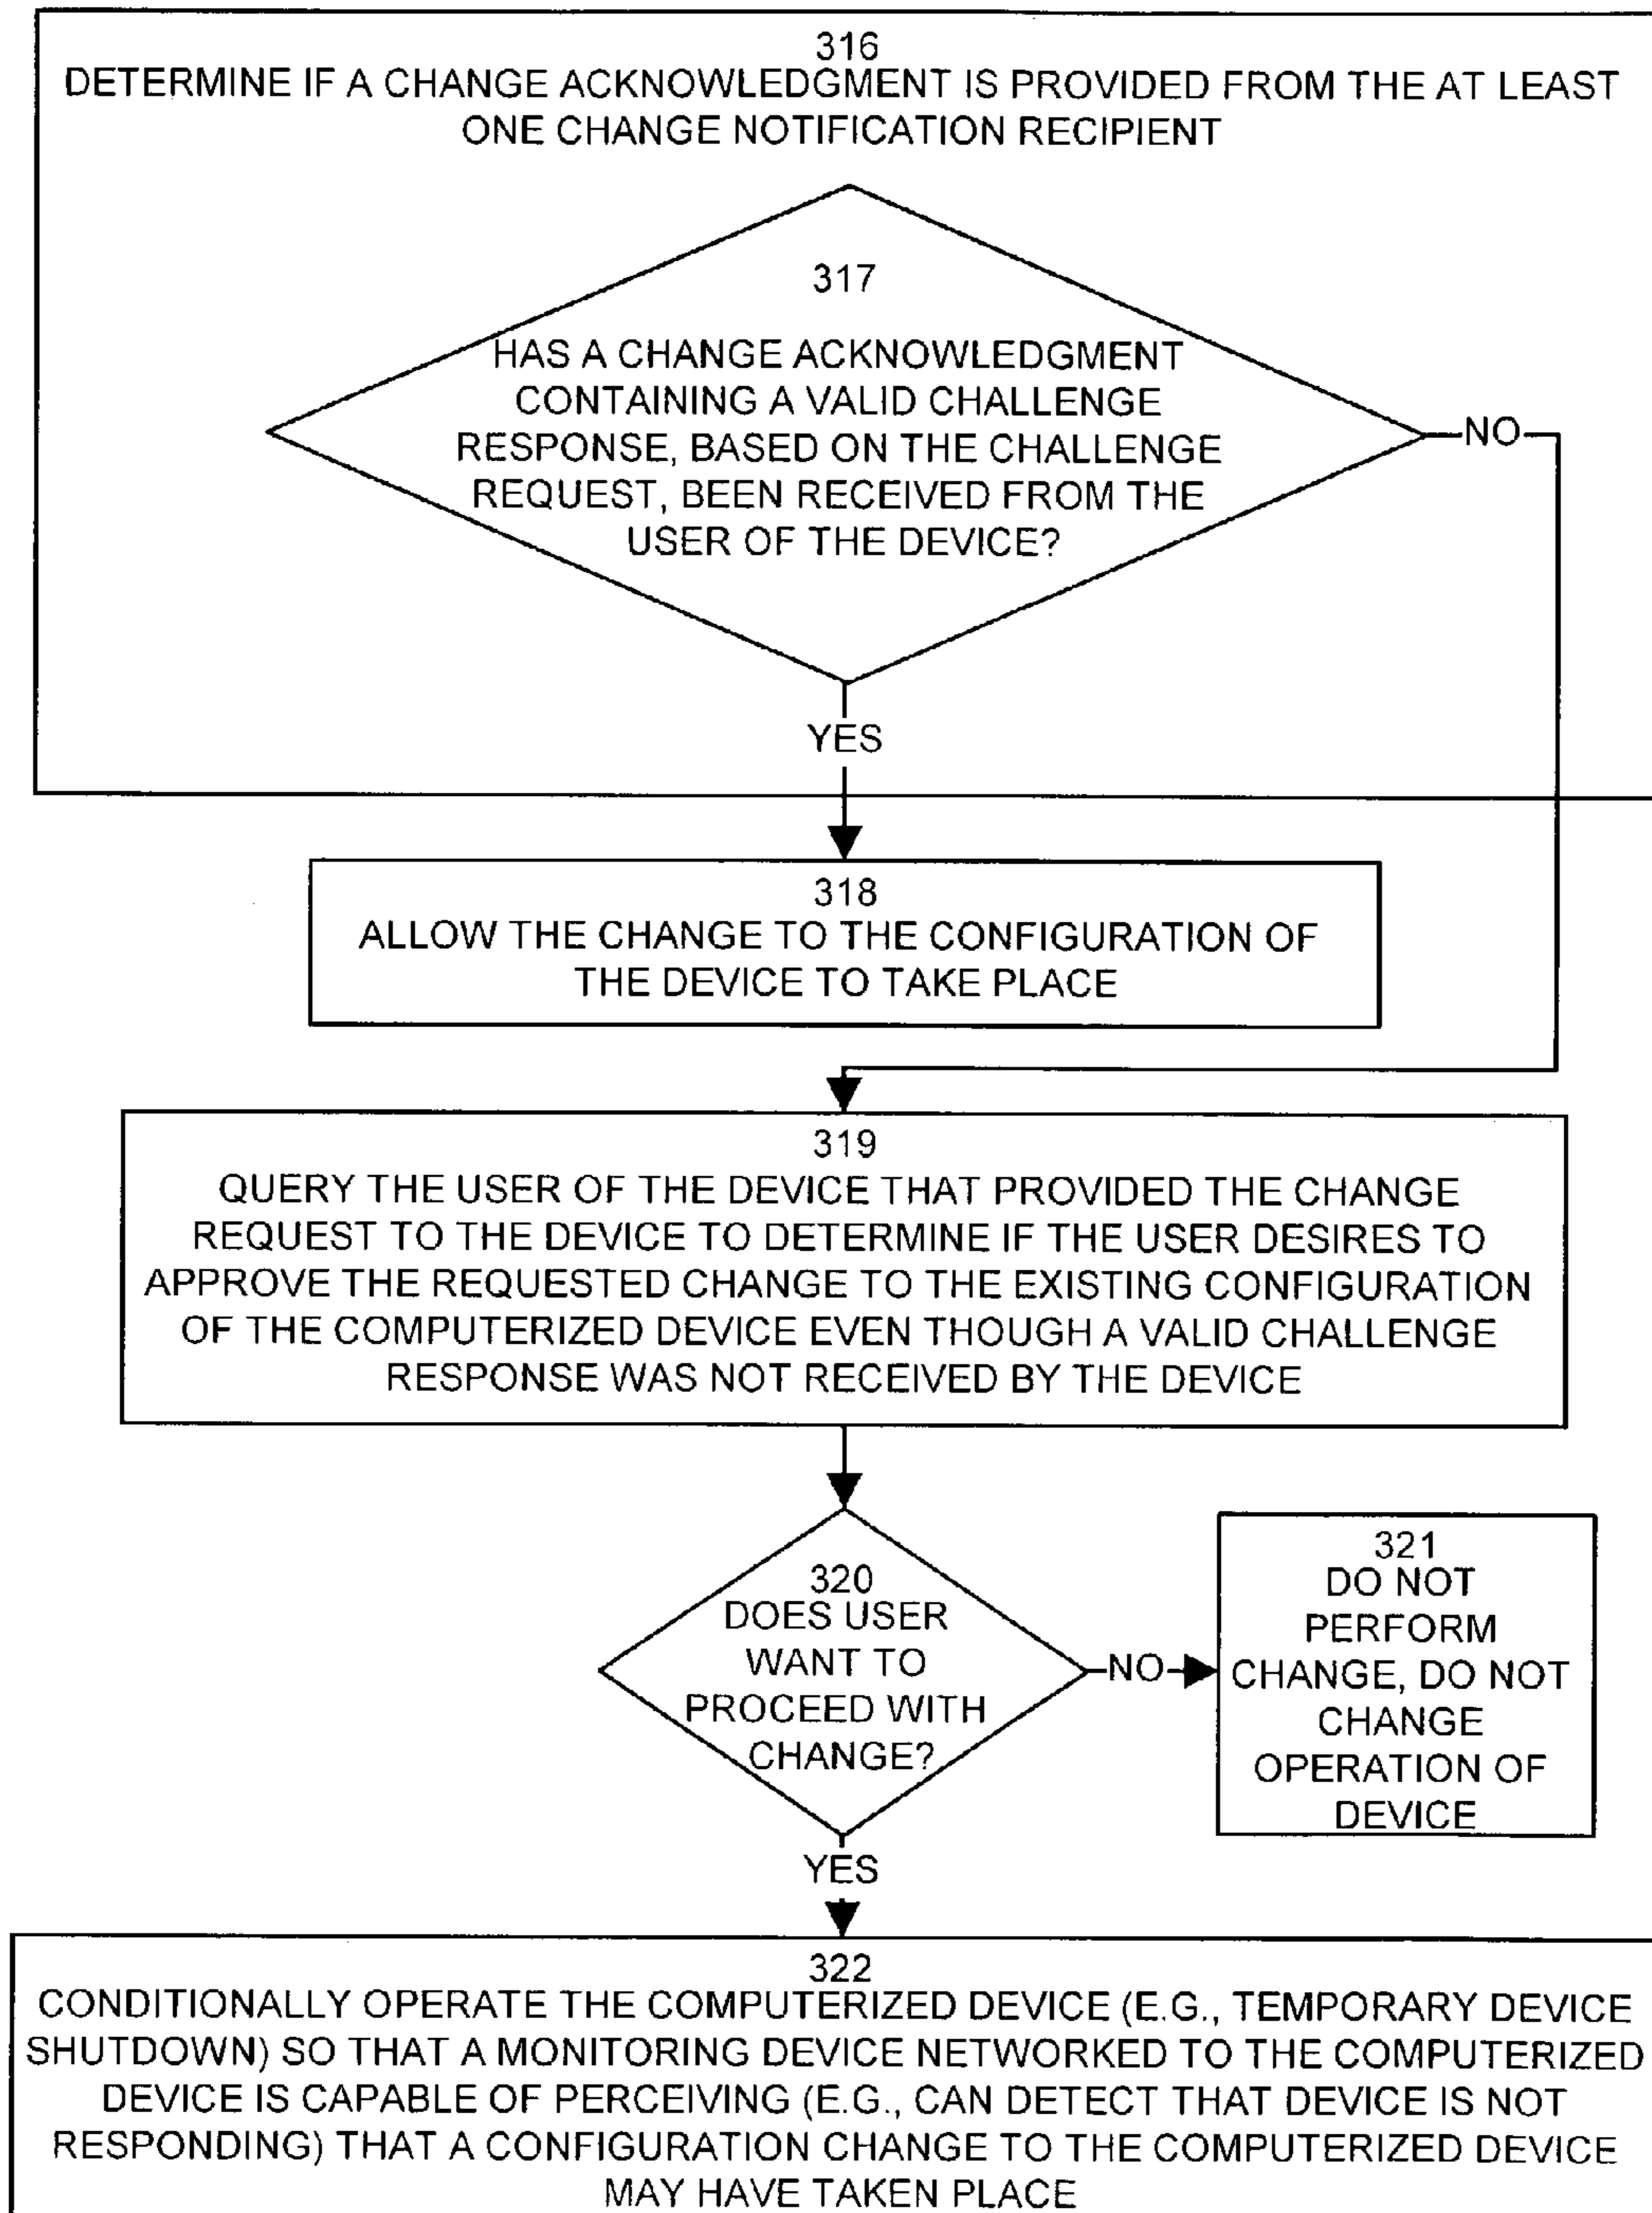 316
DETERMINE IF A CHANGE ACKNOWLEDGMENT IS PROVIDED FROM THE AT LEAST
ONE CHANGE NOTIFICATION RECIPIENT
317
HAS A CHANGE ACKNOWLEDGMENT
CONTAINING A VALID CHALLENGE
RESPONSE, BASED ON THE CHALLENGE
REQUEST, BEEN RECEIVED FROM THE
USER OF THE DEVICE?
NO
YES
318
ALLOW THE CHANGE TO THE CONFIGURATION OF
THE DEVICE TO TAKE PLACE
319
QUERY THE USER OF THE DEVICE THAT PROVIDED THE CHANGE
REQUEST TO THE DEVICE TO DETERMINE IF THE USER DESIRES TO
APPROVE THE REQUESTED CHANGE TO THE EXISTING CONFIGURATION
OF THE COMPUTERIZED DEVICE EVEN THOUGH A VALID CHALLENGE
RESPONSE WAS NOT RECEIVED BY THE DEVICE
320
DOES USER
WANT TO
PROCEED WITH
CHANGE?
NO
321
DO NOT
PERFORM
CHANGE, DO NOT
CHANGE
OPERATION OF
DEVICE
YES
322
CONDITIONALLY OPERATE THE COMPUTERIZED DEVICE (E.G., TEMPORARY DEVICE
SHUTDOWN) SO THAT A MONITORING DEVICE NETWORKED TO THE COMPUTERIZED
DEVICE IS CAPABLE OF PERCEIVING (E.G., CAN DETECT THAT DEVICE IS NOT
RESPONDING) THAT A CONFIGURATION CHANGE TO THE COMPUTERIZED DEVICE
MAY HAVE TAKEN PLACE